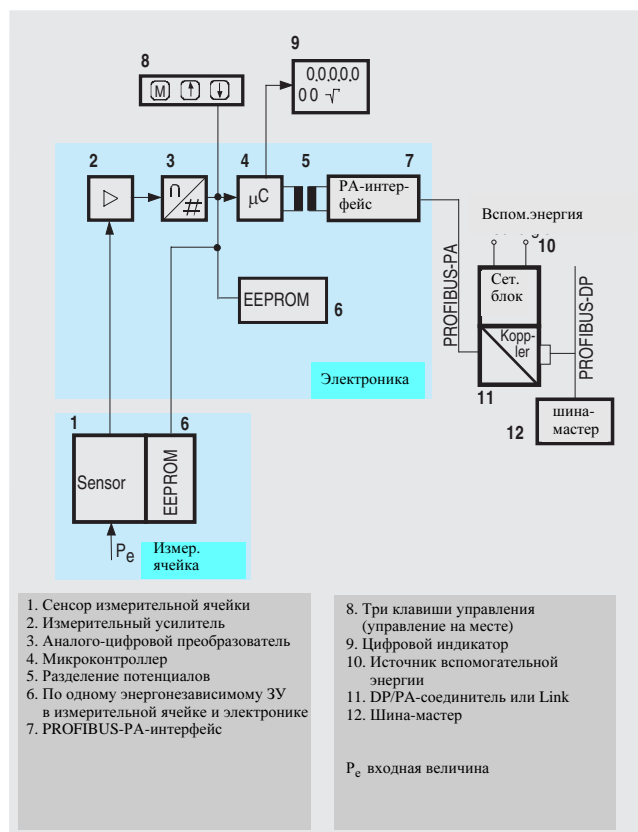 9
8
M
0.0.0.0.0
0 0
2
3
4
5
7
n
#
µC
PA-интер-
фейс
Вспом.энергия
10
PROFIBUS-PA
Сет.
блок
PROFIBUS-DP
EEPROM
6
Kopp-
ler
Электроника
11
шина-
мастер
12
1
6
Sensor
EEPROM
Pe
Измер.
ячейка
1. Сенсор измерительной ячейки
2. Измерительный усилитель
3. Аналого-цифровой преобразователь
4. Микроконтроллер
5. Разделение потенциалов
6. По одному энергонезависимому ЗУ
в измерительной ячейке и электронике
7. PROFIBUS-PA-интерфейс
8. Три клавиши управления
(управление на месте)
9. Цифровой индикатор
10. Источник вспомогательной
энергии
11. DP/PA-соединитель или Link
12. Шина-мастер
Pe входная величина